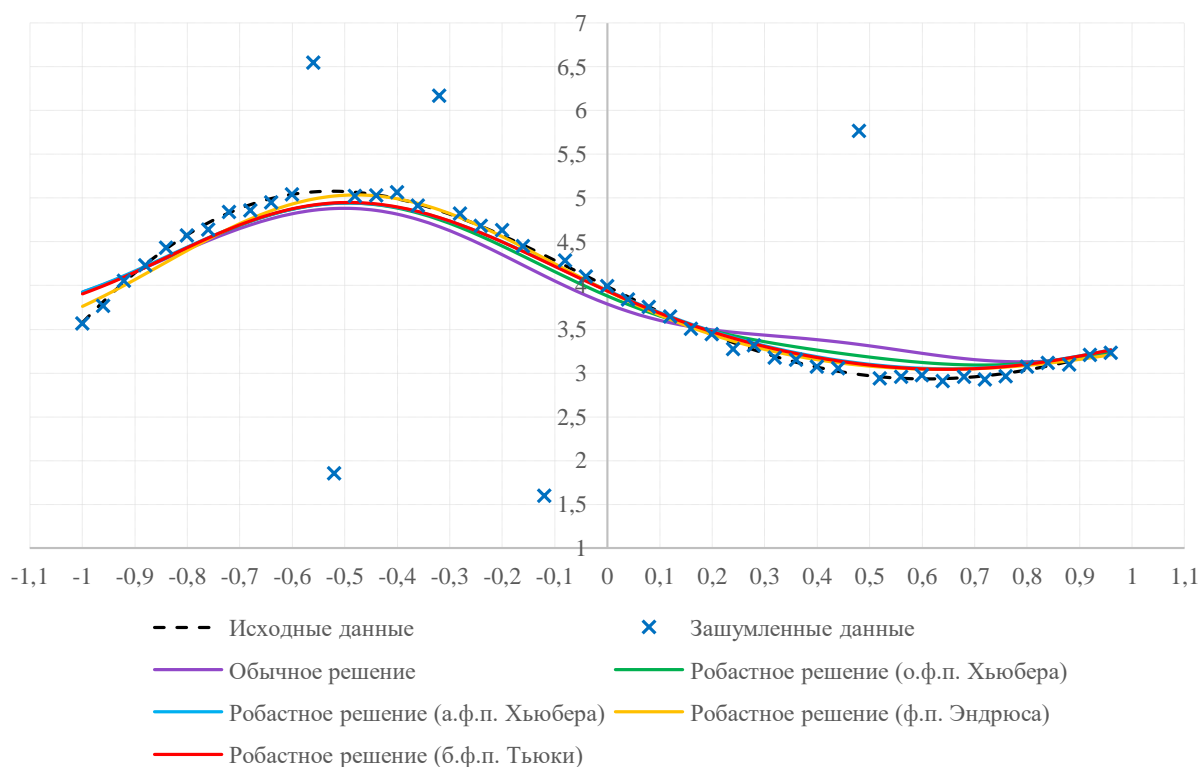 7
6,5
6
5,5
5
4,5
4
3,5
3
2,5
2
1,5
1
-1,1 -1 -0,9 -0,8 -0,7 -0,6 -0,5 -0,4 -0,3 -0,2 -0,1 0 0,1 0,2 0,3 0,4 0,5 0,6 0,7 0,8 0,9 1 1,1
Исходные данные Зашумленные данные
Обычное решение Робастное решение (о.ф.п. Хьюбера)
Робастное решение (а.ф.п. Хьюбера) Робастное решение (ф.п. Эндрюса)
Робастное решение (б.ф.п. Тьюки)